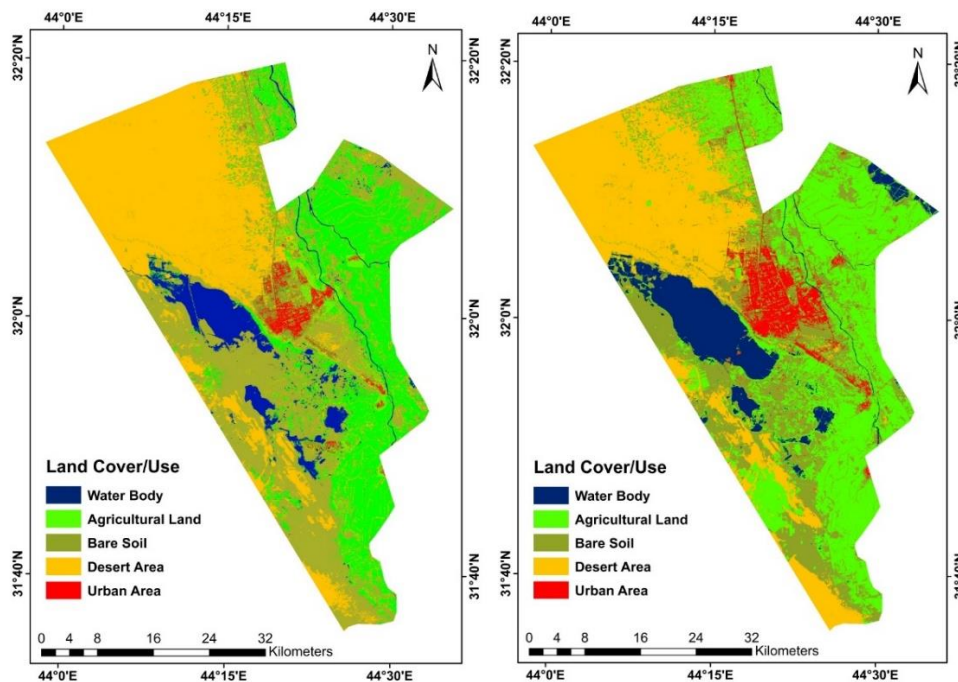 44°0'E 44°15'E 44°30'E
32°20'N
32°20'N
N
32°0'N
32°0'N
Land Cover/Use
Water Body
Agricultural Land
Bare Soil
Desert Area
Urban Area
31°40'N
31°40'N
0 4 8 16 24 32
Kilometers
44°0'E 44°15'E 44°30'E
44°0'E 44°15'E 44°30'E
32°20'N
N
32°0'N
Land Cover/Use
Water Body
Agricultural Land
Bare Soil
Desert Area
Urban Area
0 4 8 16 24 32
Kilometers
44°0'E 44°15'E 44°30'E